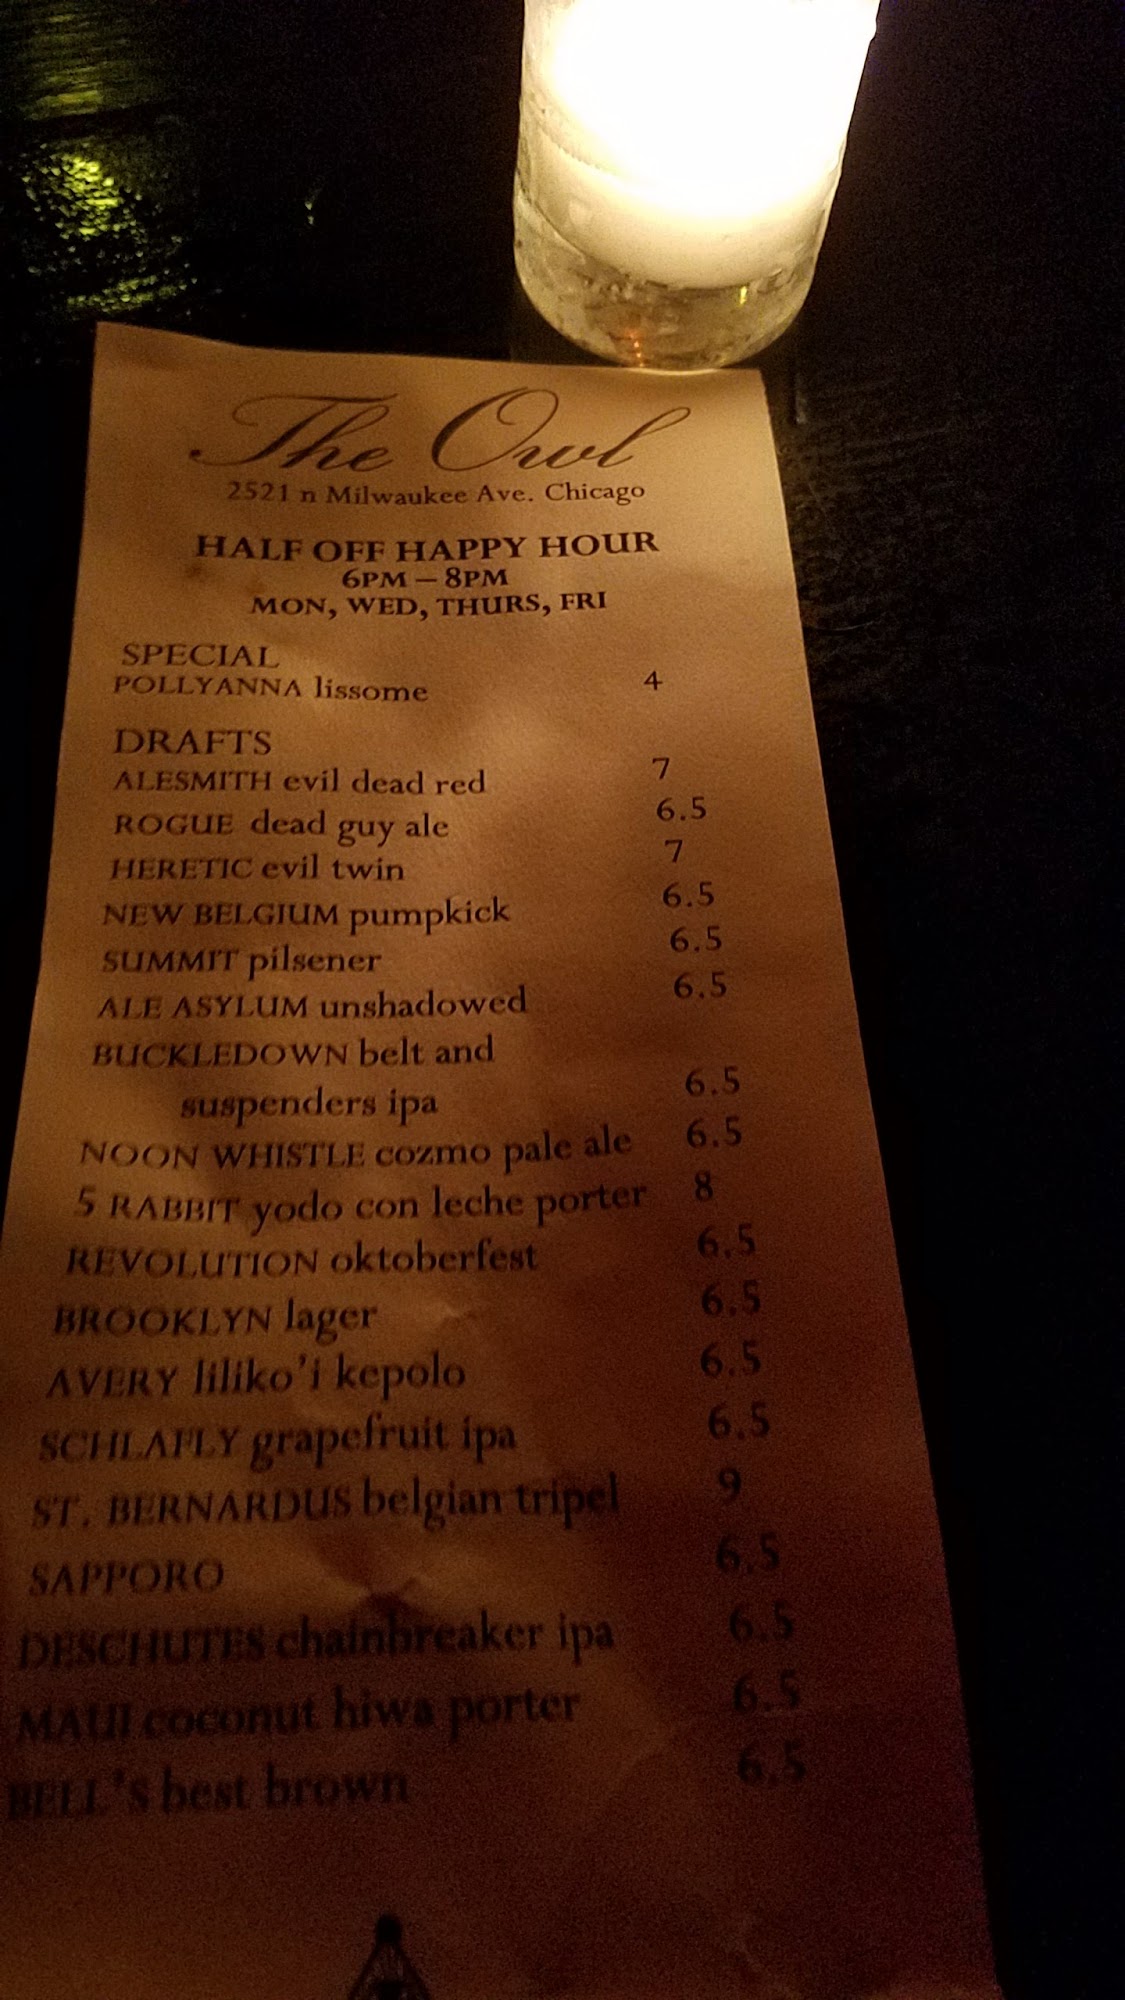 The Owl
2521 n Milwaukee Ave. Chicago
HALF OFF HAPPY HOUR
6PM – 8PM
MON, WED, THURS, FRI
SPECIAL
POLLYANNA lissome 4
DRAFTS
ALESMITH evil dead red 7
ROGUE dead guy ale 6.5
HERETIC evil twin 7
NEW BELGIUM pumpkick 6.5
SUMMIT pilsener 6.5
ALE ASYLUM unshadowed 6.5
BUCKLEDOWN belt and
suspenders ipa 6.5
NOON WHISTLE cozmo pale ale 6.5
5 RABBIT yodo con leche porter 8
REVOLUTION oktoberfest 6.5
BROOKLYN lager 6.5
AVERY liliko'i kepolo 6.5
SCHLAFLY grapefruit ipa 6.5
ST. BERNARDUS belgian tripel 9
SAPPORO 6.5
DESCHUTES chainbreaker ipa 6.5
MAUI coconut hiwa porter 6.5
BELL'S best brown 6.5